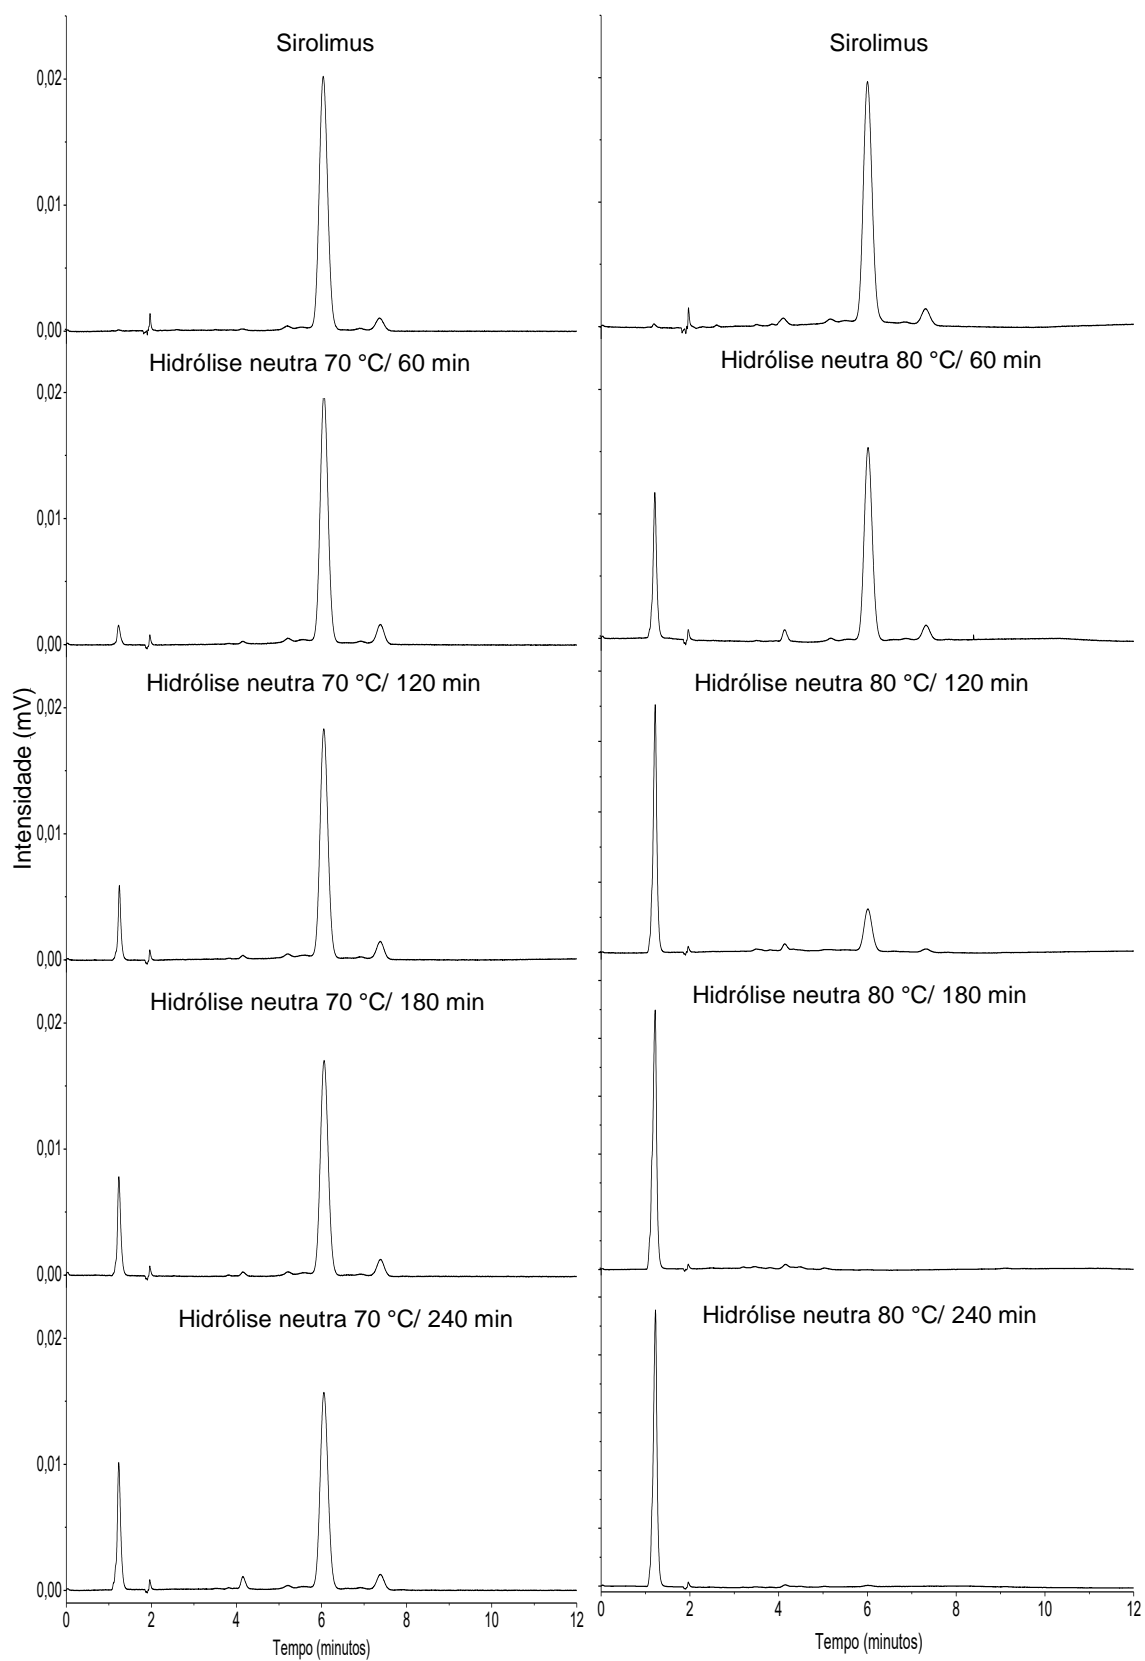 Sirolimus
Sirolimus
0,02
0,01
0,00
Hidrólise neutra 70 °C/ 60 min
Hidrólise neutra 80 °C/ 60 min
0,02
0,01
0,00
Hidrólise neutra 70 °C/ 120 min
Hidrólise neutra 80 °C/ 120 min
Intensidade (mV)
0,02
0,01
0,00
Hidrólise neutra 70 °C/ 180 min
Hidrólise neutra 80 °C/ 180 min
0,02
0,01
0,00
Hidrólise neutra 70 °C/ 240 min
Hidrólise neutra 80 °C/ 240 min
0,02
0,01
0,00
0 2 4 6 8 10 12
0 2 4 6 8 10 12
Tempo (minutos)
Tempo (minutos)